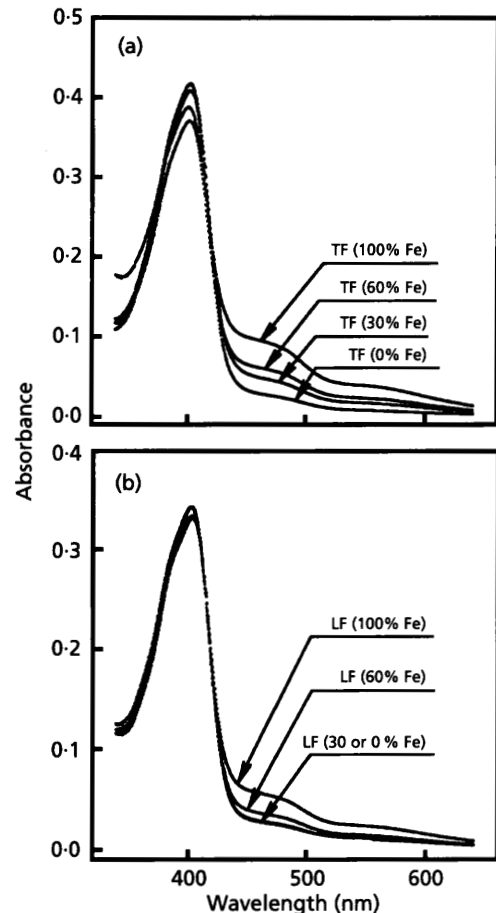 0·5
(a)
0·4
0·3
TF (100% Fe)
0·2
TF (60% Fe)
TF (30% Fe)
0·1
TF (0% Fe)
0·0
Absorbance
0·4
(b)
0·3
LF (100% Fe)
0·2
LF (60% Fe)
0·1
LF (30 or 0 % Fe)
0·0
400 500 600
Wavelength (nm)